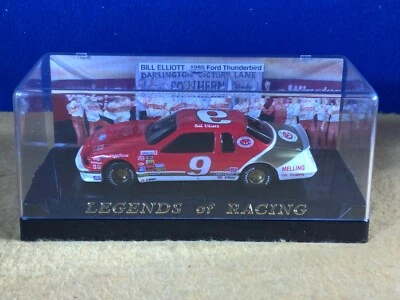 BILL ELLIOTT 1985 Ford Thunderbird
DARLINGTON VICTORY LANE
SOUTHERN
9
Bill Elliott
9
MELLING
LEGENDS of RACING